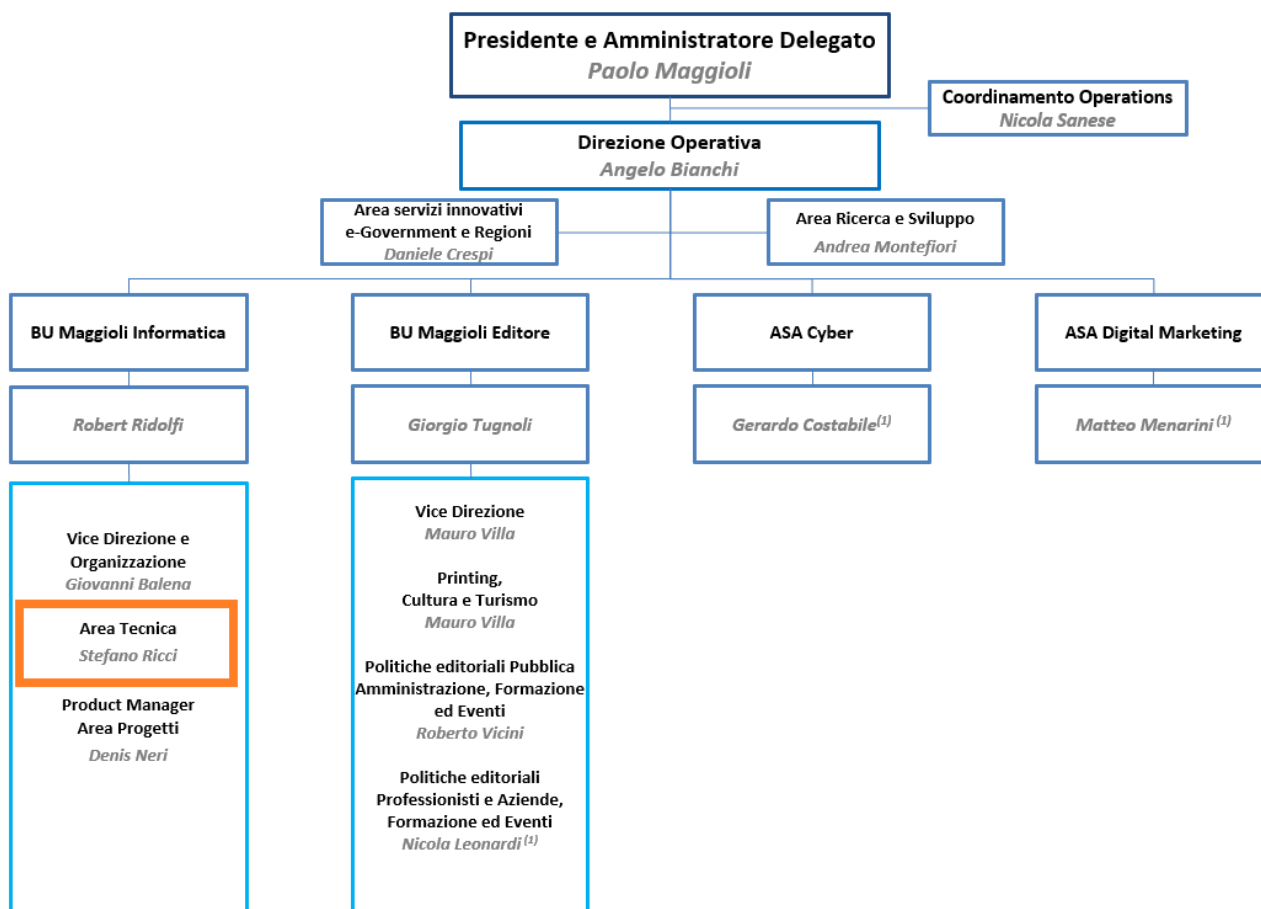 Presidente e Amministratore Delegato
Paolo Maggioli
Coordinamento Operations
Nicola Sanese
Direzione Operativa
Angelo Bianchi
Area servizi innovativi
e-Government e Regioni
Daniele Crespi
Area Ricerca e Sviluppo
Andrea Montefiori
BU Maggioli Informatica
BU Maggioli Editore
ASA Cyber
ASA Digital Marketing
Robert Ridolfi
Giorgio Tugnoli
Gerardo Costabile(1)
Matteo Menarini (1)
Vice Direzione e
Organizzazione
Giovanni Balena
Area Tecnica
Stefano Ricci
Product Manager
Area Progetti
Denis Neri
Vice Direzione
Mauro Villa
Printing,
Cultura e Turismo
Mauro Villa
Politiche editoriali Pubblica
Amministrazione, Formazione
ed Eventi
Roberto Vicini
Politiche editoriali
Professionisti e Aziende,
Formazione ed Eventi
Nicola Leonardi (1)